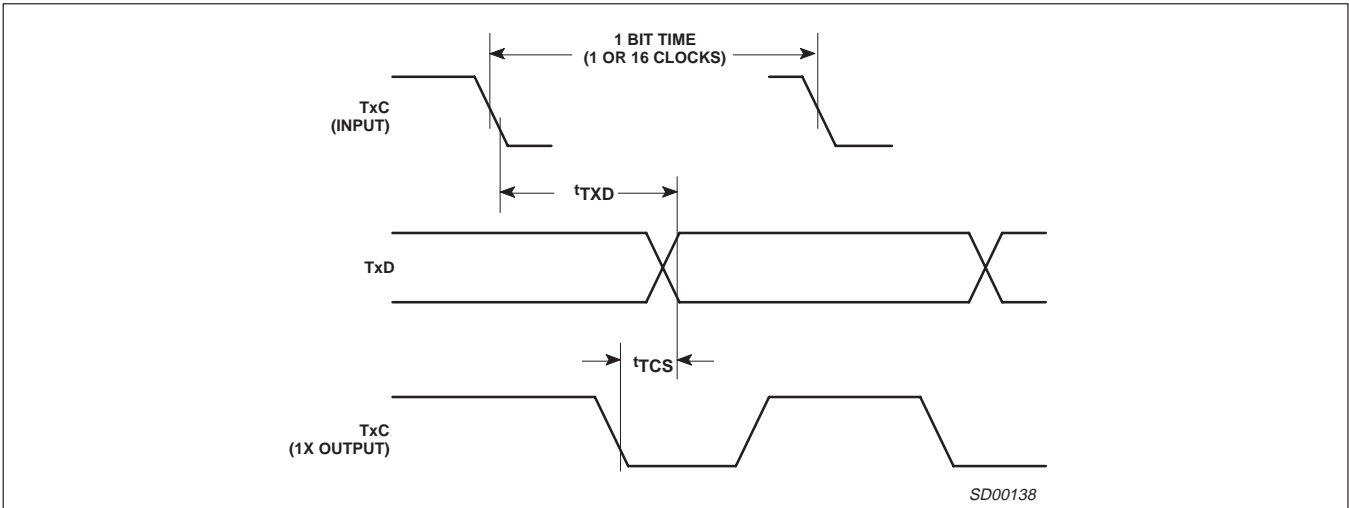 1 BIT TIME
(1 OR 16 CLOCKS)
TxC
(INPUT)
tTXD
TxD
tTCS
TxC
(1X OUTPUT)
SD00138